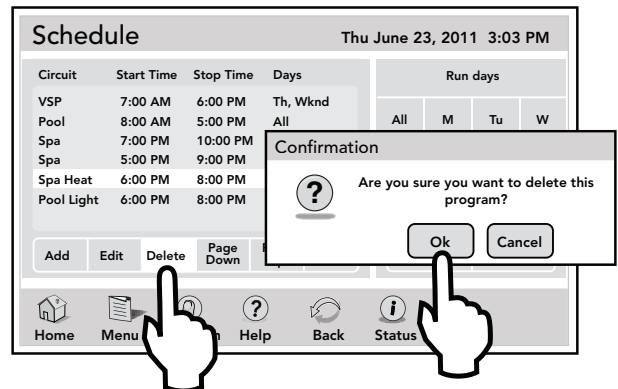 Schedule Thu June 23, 2011 3:03 PM
Circuit Start Time Stop Time Days Run days
VSP 7:00 AM 6:00 PM Th, Wknd
Pool 8:00 AM 5:00 PM All All M Tu W
Spa 7:00 PM 10:00 PM
Spa 5:00 PM 9:00 PM
Spa Heat 6:00 PM 8:00 PM
Pool Light 6:00 PM 8:00 PM
Confirmation
?
Are you sure you want to delete this
program?
Ok Cancel
Add Edit Delete Page
Down
? i
Home Menu Help Back Status